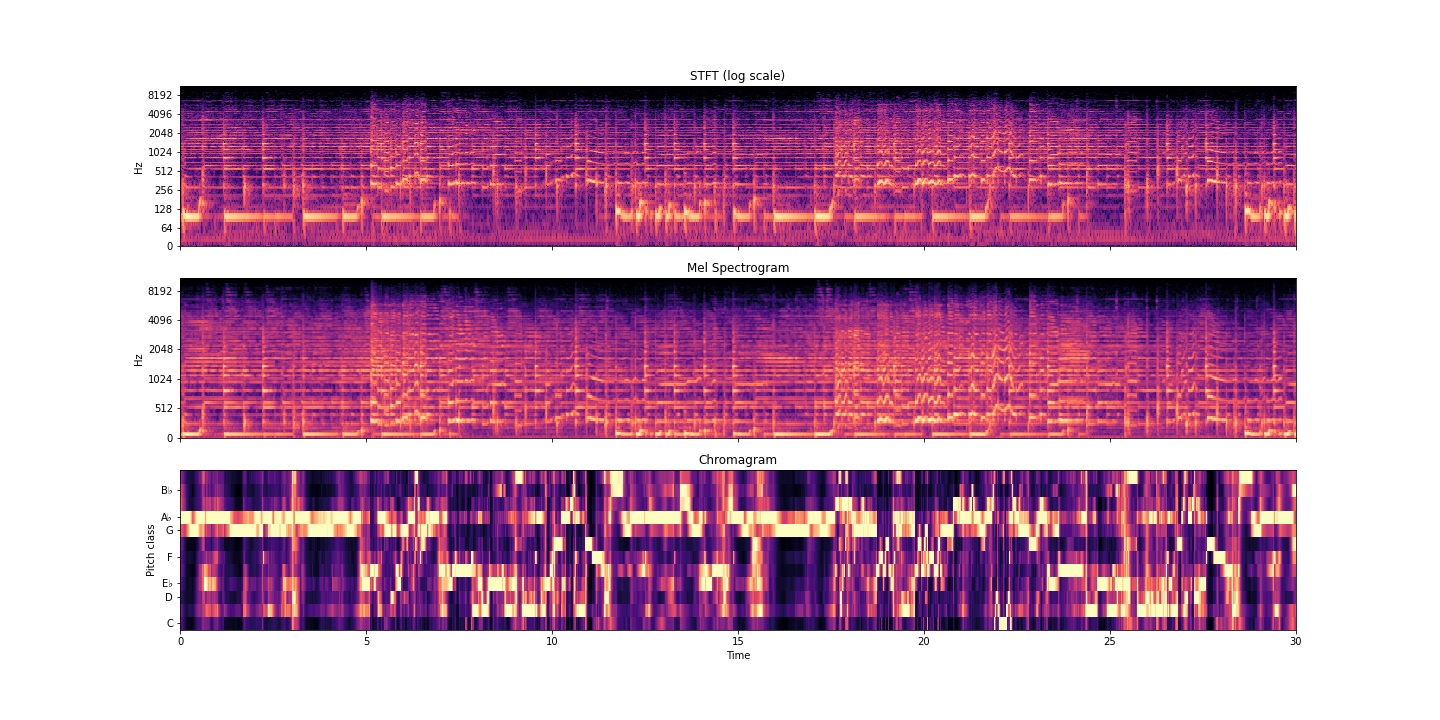 STFT (log scale)
8192
4096
2048
1024
512
256
128
64
0
Hz
Mel Spectrogram
8192
4096
2048
1024
512
0
Hz
Chromagram
B♭
A♭
G
F
E♭
D
C
Pitch class
0 5 10 15 20 25 30
Time